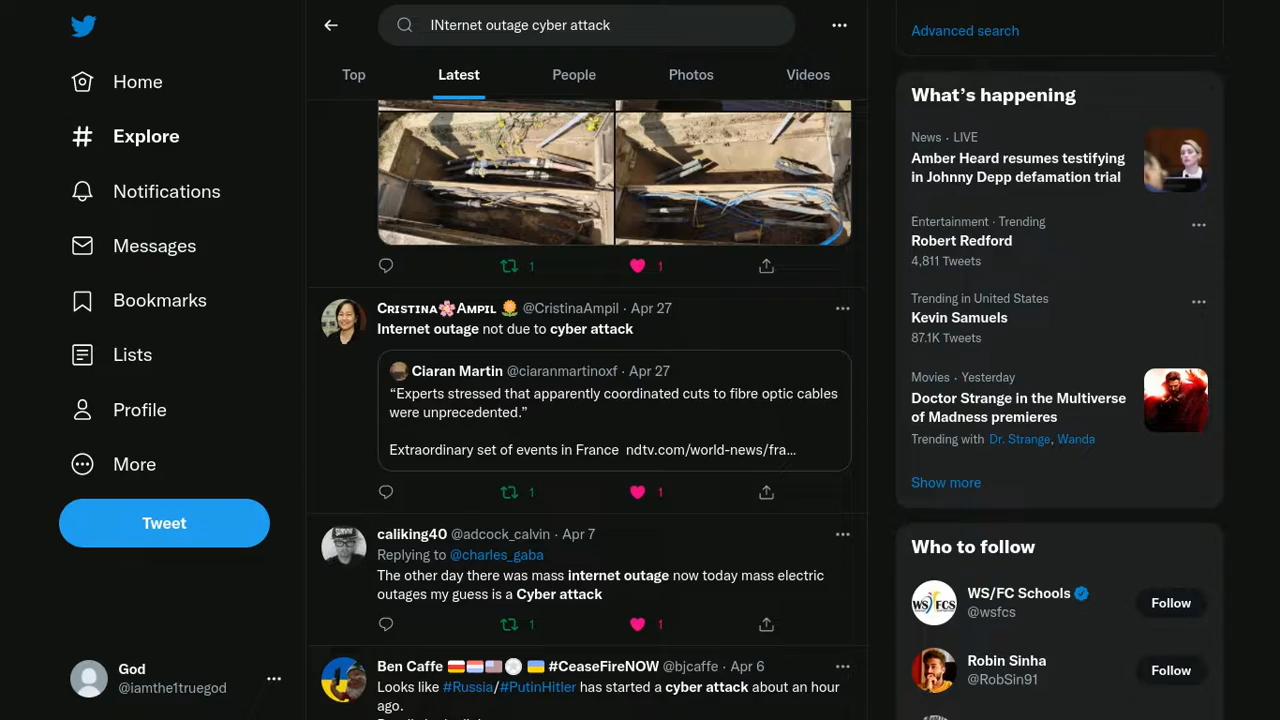 INternet outage cyber attack
Top Latest People Photos Videos
Home
Explore
Notifications
Messages
Bookmarks
Lists
Profile
More
Tweet
God
@iamthe1truegod
1 1
Cʀɪsᴛɪɴᴀ🌸Aᴍᴘɪʟ 🌼 @CristinaAmpil · Apr 27
Internet outage not due to cyber attack
Ciaran Martin @ciaranmartinoxf · Apr 27
“Experts stressed that apparently coordinated cuts to fibre optic cables
were unprecedented.”
Extraordinary set of events in France ndtv.com/world-news/fra...
1 1
caliking40 @adcock_calvin · Apr 7
Replying to @charles_gaba
The other day there was mass internet outage now today mass electric
outages my guess is a Cyber attack
1 1
Ben Caffe #CeaseFireNOW @bjcaffe · Apr 6
Looks like #Russia/#PutinHitler has started a cyber attack about an hour
ago.
Advanced search
What’s happening
News · LIVE
Amber Heard resumes testifying
in Johnny Depp defamation trial
Entertainment · Trending
Robert Redford
4,811 Tweets
Trending in United States
Kevin Samuels
87.1K Tweets
Movies · Yesterday
Doctor Strange in the Multiverse
of Madness premieres
Trending with Dr. Strange, Wanda
Show more
Who to follow
WS/FC Schools
@wsfcs
Follow
WS/FCS
Robin Sinha
@RobSin91
Follow